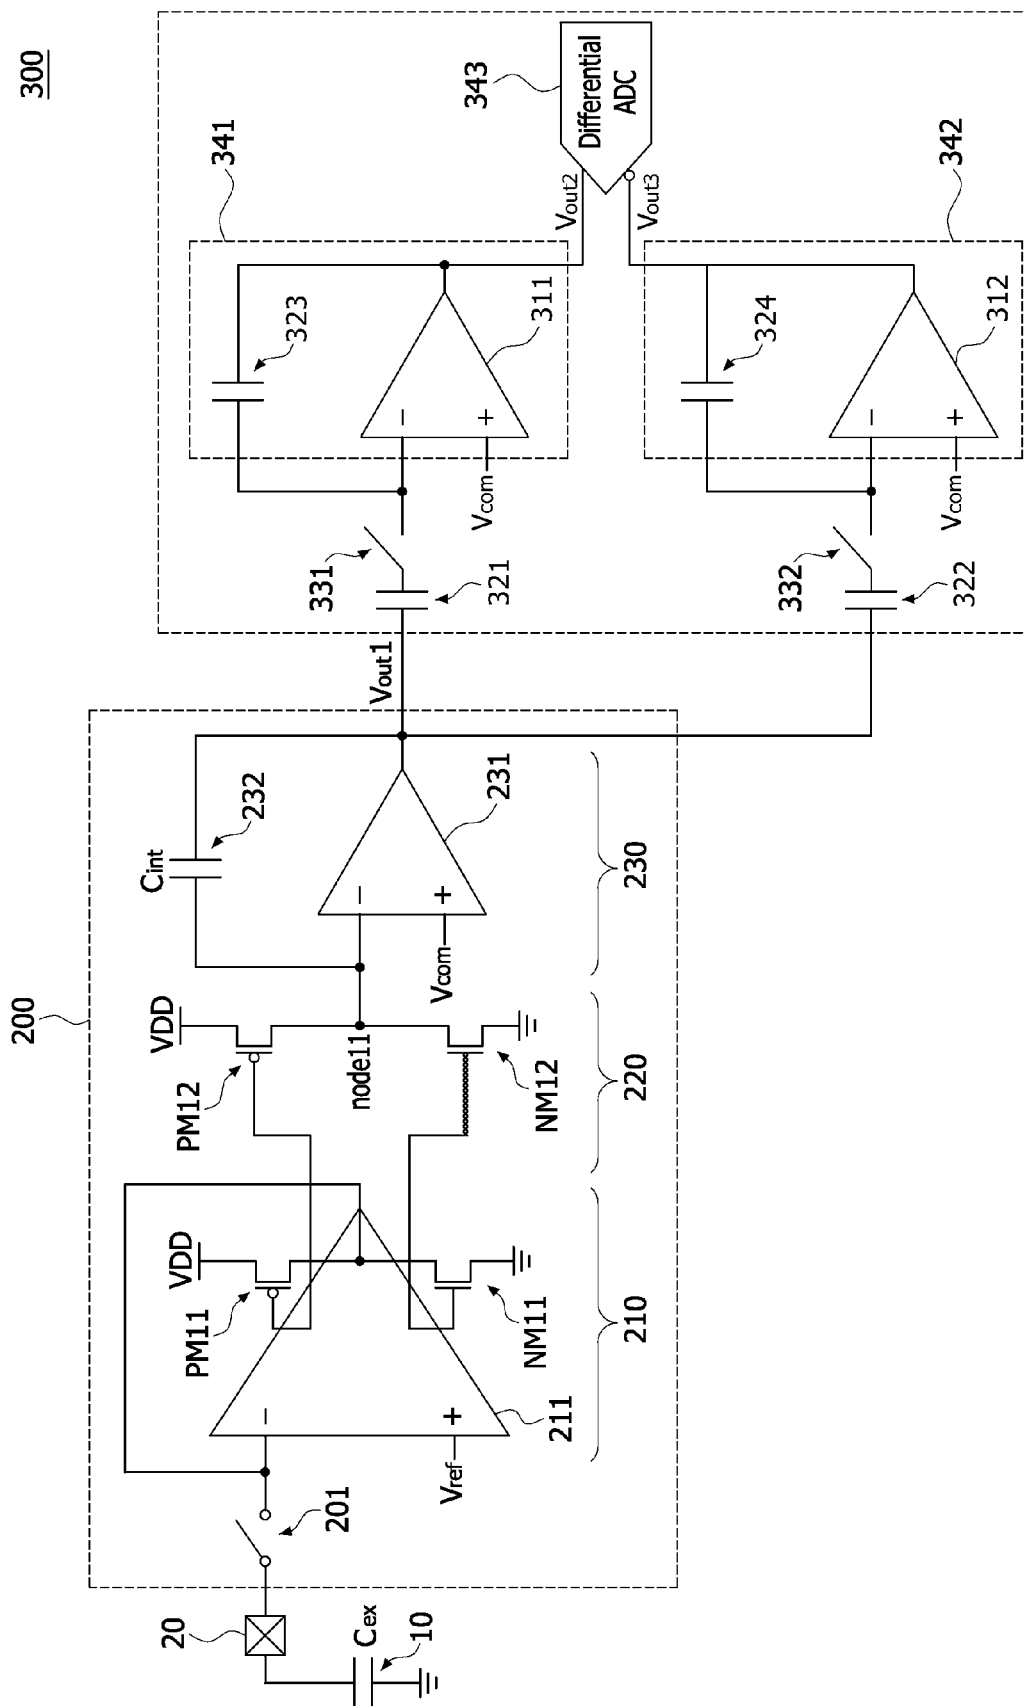 300
200
VDD
VDD
PM11
PM12
NM11
NM12
node11
Cint
232
231
Vcom
Vref
211
201
20
Cex
10
210
220
230
Vout1
331
321
332
322
341
323
311
Vcom
Vout2
342
324
312
Vcom
Vout3
343
Differential
ADC
−
+
−
+
−
+
−
+